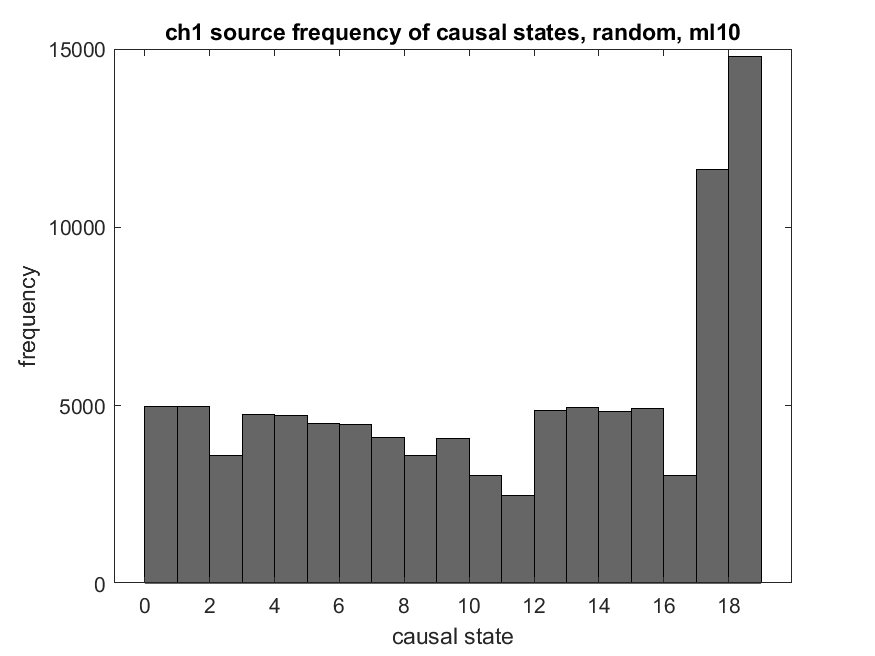 ch1 source frequency of causal states, random, ml10
15000
10000
5000
0
frequency
0 2 4 6 8 10 12 14 16 18
causal state